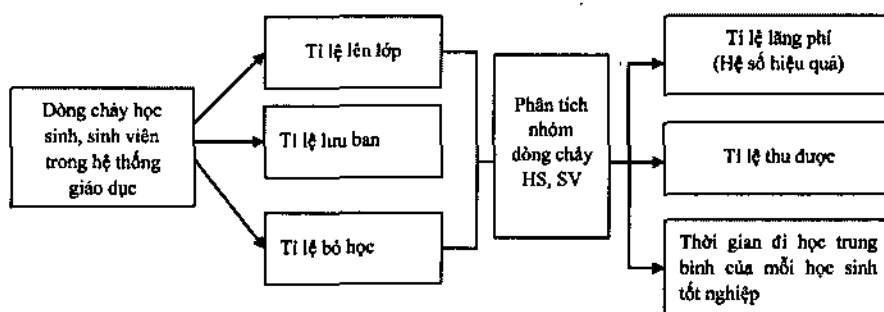 Dòng chảy học
sinh, sinh viên
trong hệ thống
giáo dục
Tỉ lệ lên lớp
Tỉ lệ lưu ban
Tỉ lệ bỏ học
Phân tích
nhóm
dòng chảy
HS, SV
Tỉ lệ lãng phí
(Hệ số hiệu quả)
Tỉ lệ thu được
Thời gian đi học trung
bình của mỗi học sinh
tốt nghiệp